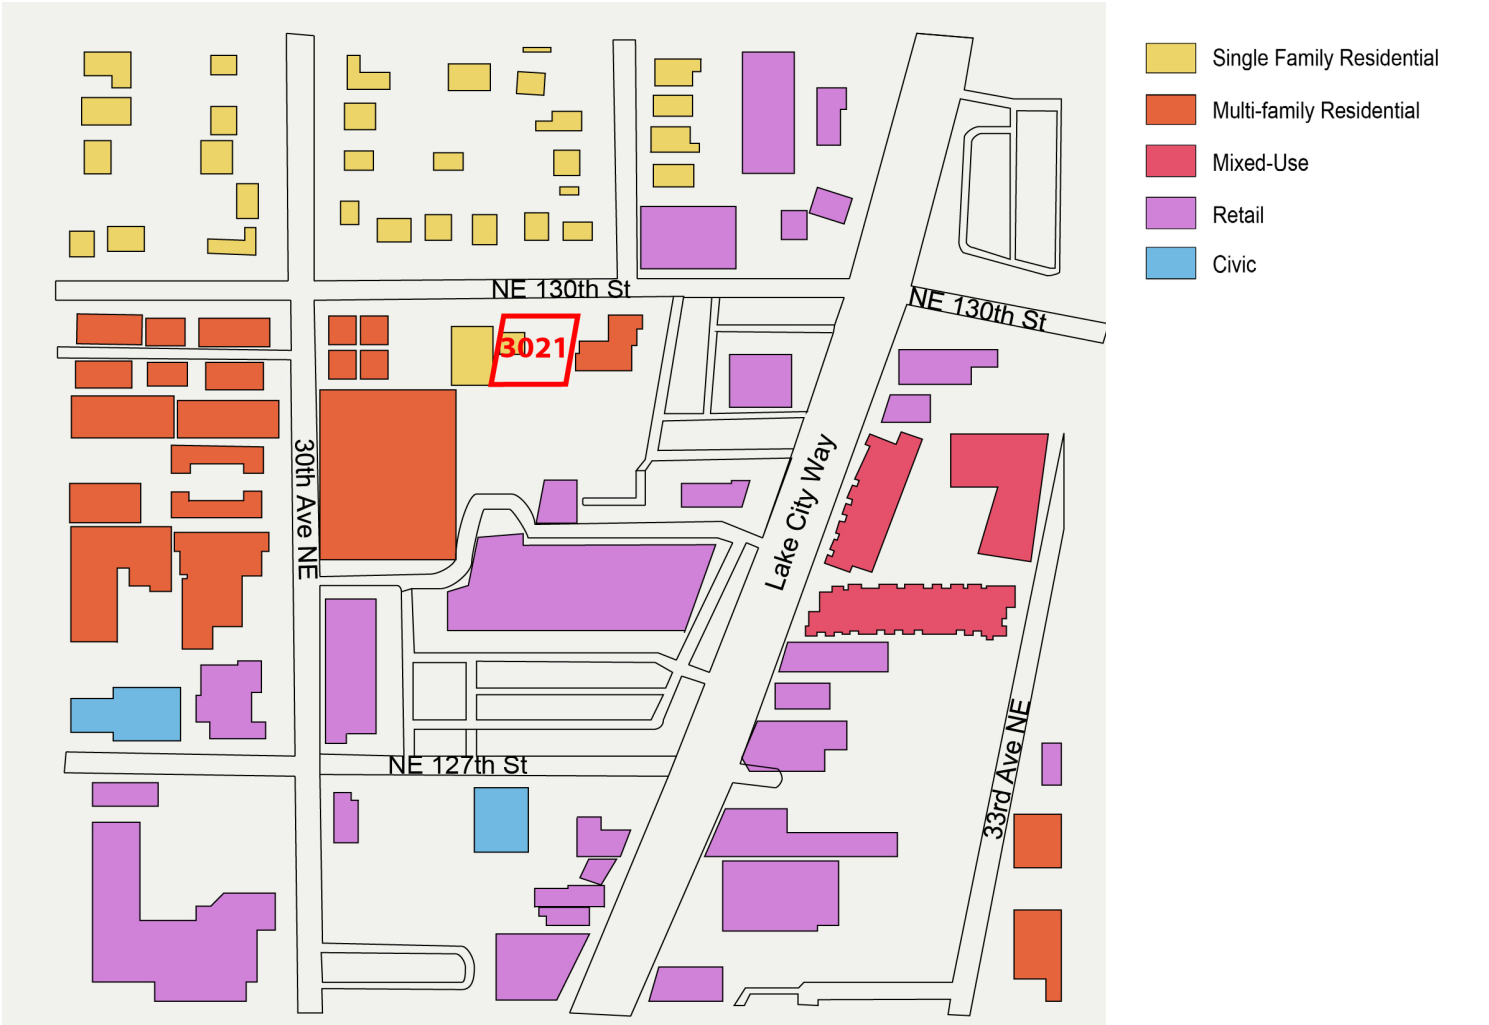 Single Family Residential
Multi-family Residential
Mixed-Use
Retail
Civic
NE 130th St
NE 130th St
3021
30th Ave NE
Lake City Way
33rd Ave NE
NE 127th St